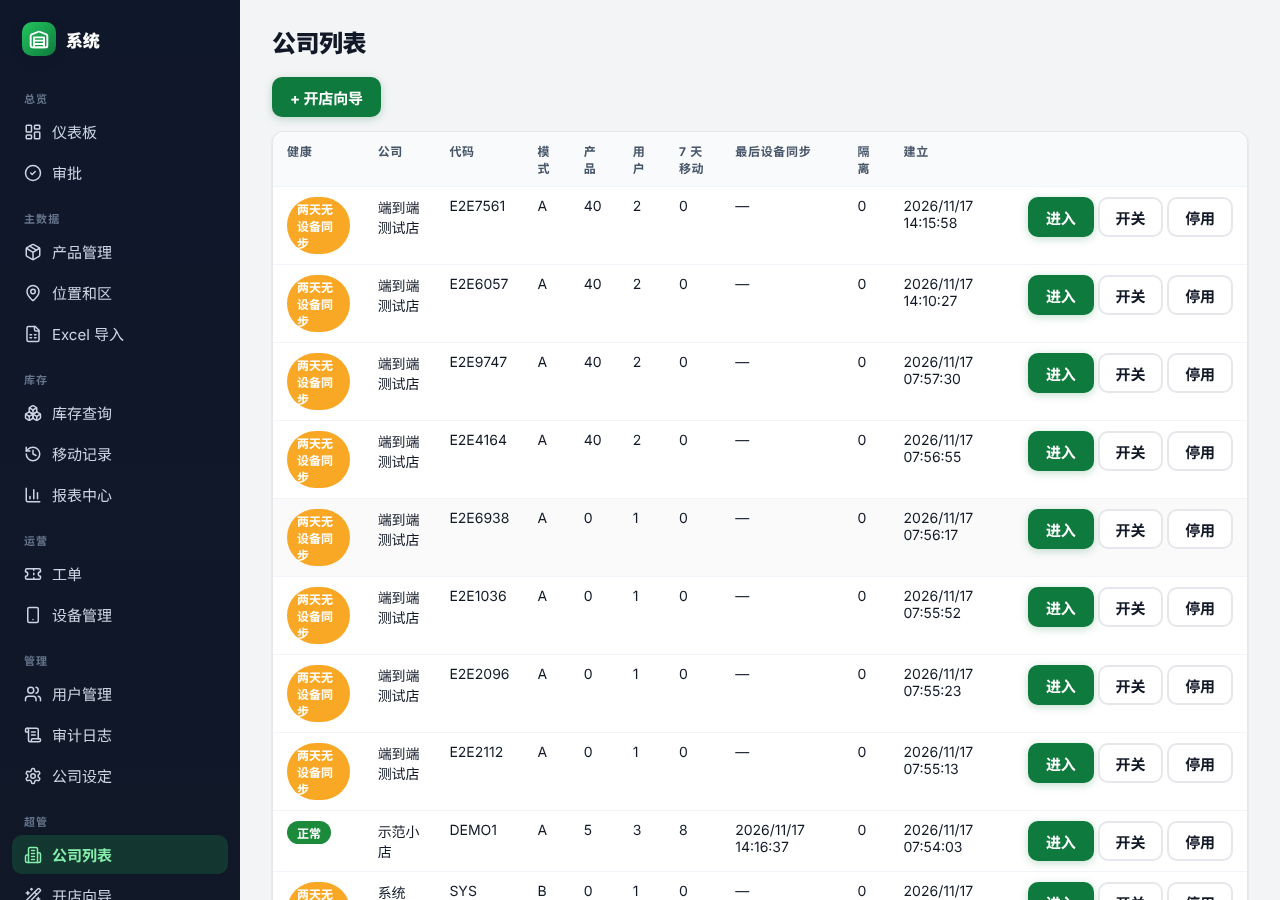 系统
总览
仪表板
审批
主数据
产品管理
位置和区
Excel 导入
库存
库存查询
移动记录
报表中心
运营
工单
设备管理
管理
用户管理
审计日志
公司设定
超管
公司列表
开店向导
公司列表
+ 开店向导
健康 公司 代码 模式 产品 用户 7 天移动 最后设备同步 隔离 建立
两天无设备同步 端到端测试店 E2E7561 A 40 2 0 — 0 2026/11/17 14:15:58 进入 开关 停用
两天无设备同步 端到端测试店 E2E6057 A 40 2 0 — 0 2026/11/17 14:10:27 进入 开关 停用
两天无设备同步 端到端测试店 E2E9747 A 40 2 0 — 0 2026/11/17 07:57:30 进入 开关 停用
两天无设备同步 端到端测试店 E2E4164 A 40 2 0 — 0 2026/11/17 07:56:55 进入 开关 停用
两天无设备同步 端到端测试店 E2E6938 A 0 1 0 — 0 2026/11/17 07:56:17 进入 开关 停用
两天无设备同步 端到端测试店 E2E1036 A 0 1 0 — 0 2026/11/17 07:55:52 进入 开关 停用
两天无设备同步 端到端测试店 E2E2096 A 0 1 0 — 0 2026/11/17 07:55:23 进入 开关 停用
两天无设备同步 端到端测试店 E2E2112 A 0 1 0 — 0 2026/11/17 07:55:13 进入 开关 停用
正常 示范小店 DEMO1 A 5 3 8 2026/11/17 14:16:37 0 2026/11/17 07:54:03 进入 开关 停用
两天无 系统 SYS B 0 1 0 — 0 2026/11/17 进入 开关 停用